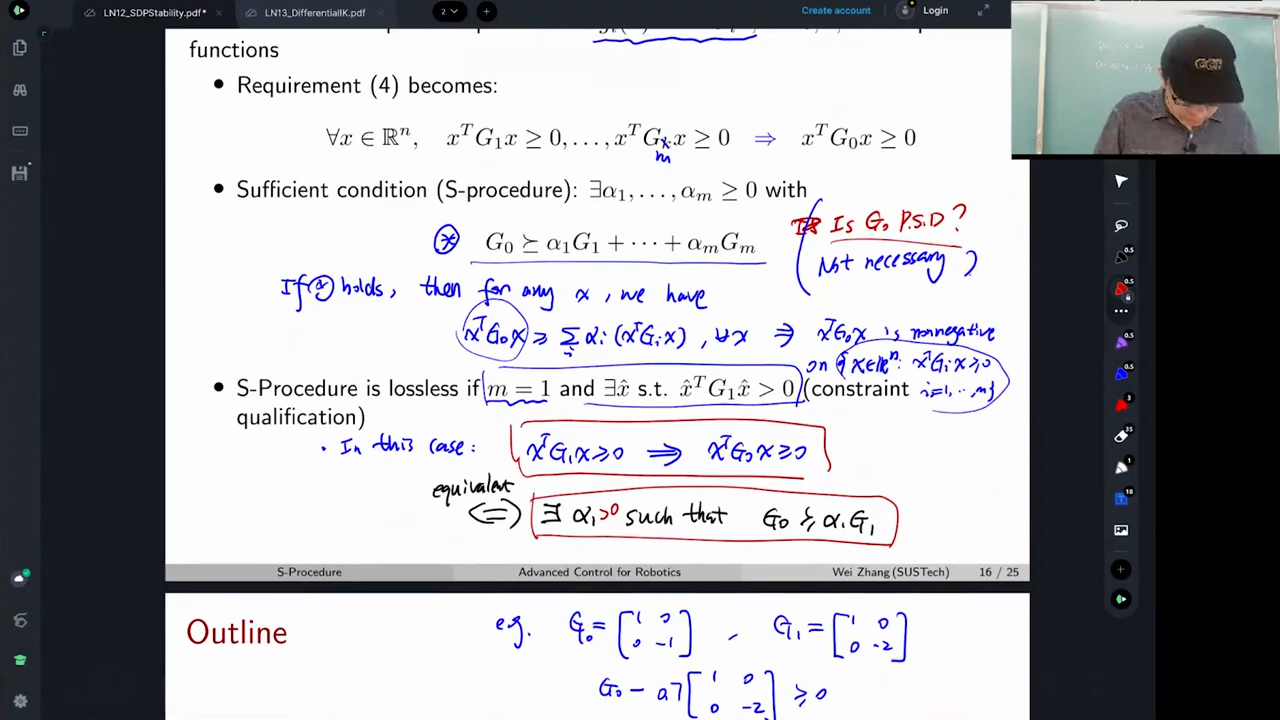 LN12_SDPStability.pdf*
LN13_DifferentialIK.pdf
2
Create account
Login
functions
Requirement (4) becomes:
∀x ∈ ℝⁿ, xᵀG₁x ≥ 0, . . . , xᵀG x ≥ 0 ⇒ xᵀG₀x ≥ 0
m
Sufficient condition (S-procedure): ∃α₁, . . . , αₘ ≥ 0 with
Is G₀ P.S.D?
G₀ ⪰ α₁G₁ + · · · + αₘGₘ
Not necessary
If holds, then for any x, we have
xᵀG₀x ≥ Σᵢ αᵢ (xᵀGᵢx), ∀x ⇒ xᵀG₀x is nonnegative
on {x∈ℝⁿ: xᵀGᵢx ≥ 0
i=1,··,m}
S-Procedure is lossless if m = 1 and ∃x̂ s.t. x̂ᵀG₁x̂ > 0 (constraint
qualification)
· In this case: xᵀG₁x ≥ 0 ⟹ xᵀG₀x ≥ 0
equivalent
⟺ ∃ α₁>0 such that G₀ ⪰ α₁G₁
S-Procedure Advanced Control for Robotics Wei Zhang (SUSTech) 16 / 25
Outline
e.g. G₀ = [1 0 0 -1] , G₁ = [1 0 0 -2]
G₀ - [1 0 0 -2] ≥ 0